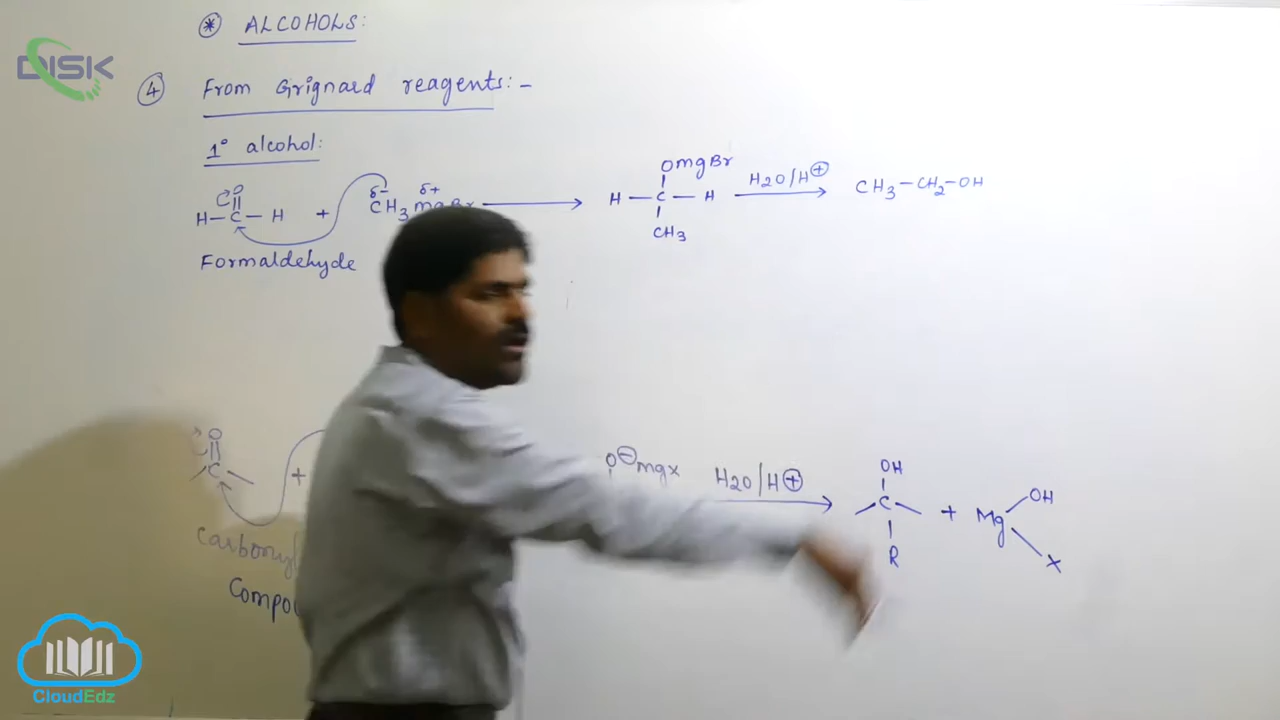 DISK
* ALCOHOLS:
4 From Grignard reagents:-
1° alcohol:
O
H-C-H + δ- δ+
CH3 mgBr → OmgBr
H-C-H
CH3
H2O/H⊕ → CH3-CH2-OH
Formaldehyde
O
C +
O⊖mgx H2O/H⊕ → OH
C
R
+ Mg OH
X
CloudEdz